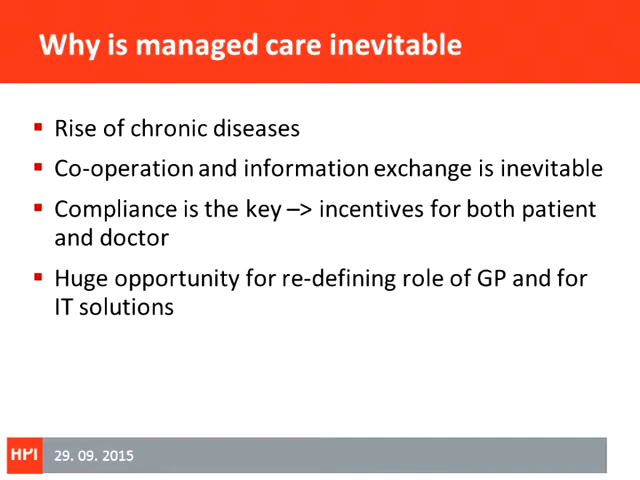 Why is managed care inevitable
Rise of chronic diseases
Co-operation and information exchange is inevitable
Compliance is the key –> incentives for both patient
and doctor
Huge opportunity for re-defining role of GP and for
IT solutions
HPI
29. 09. 2015